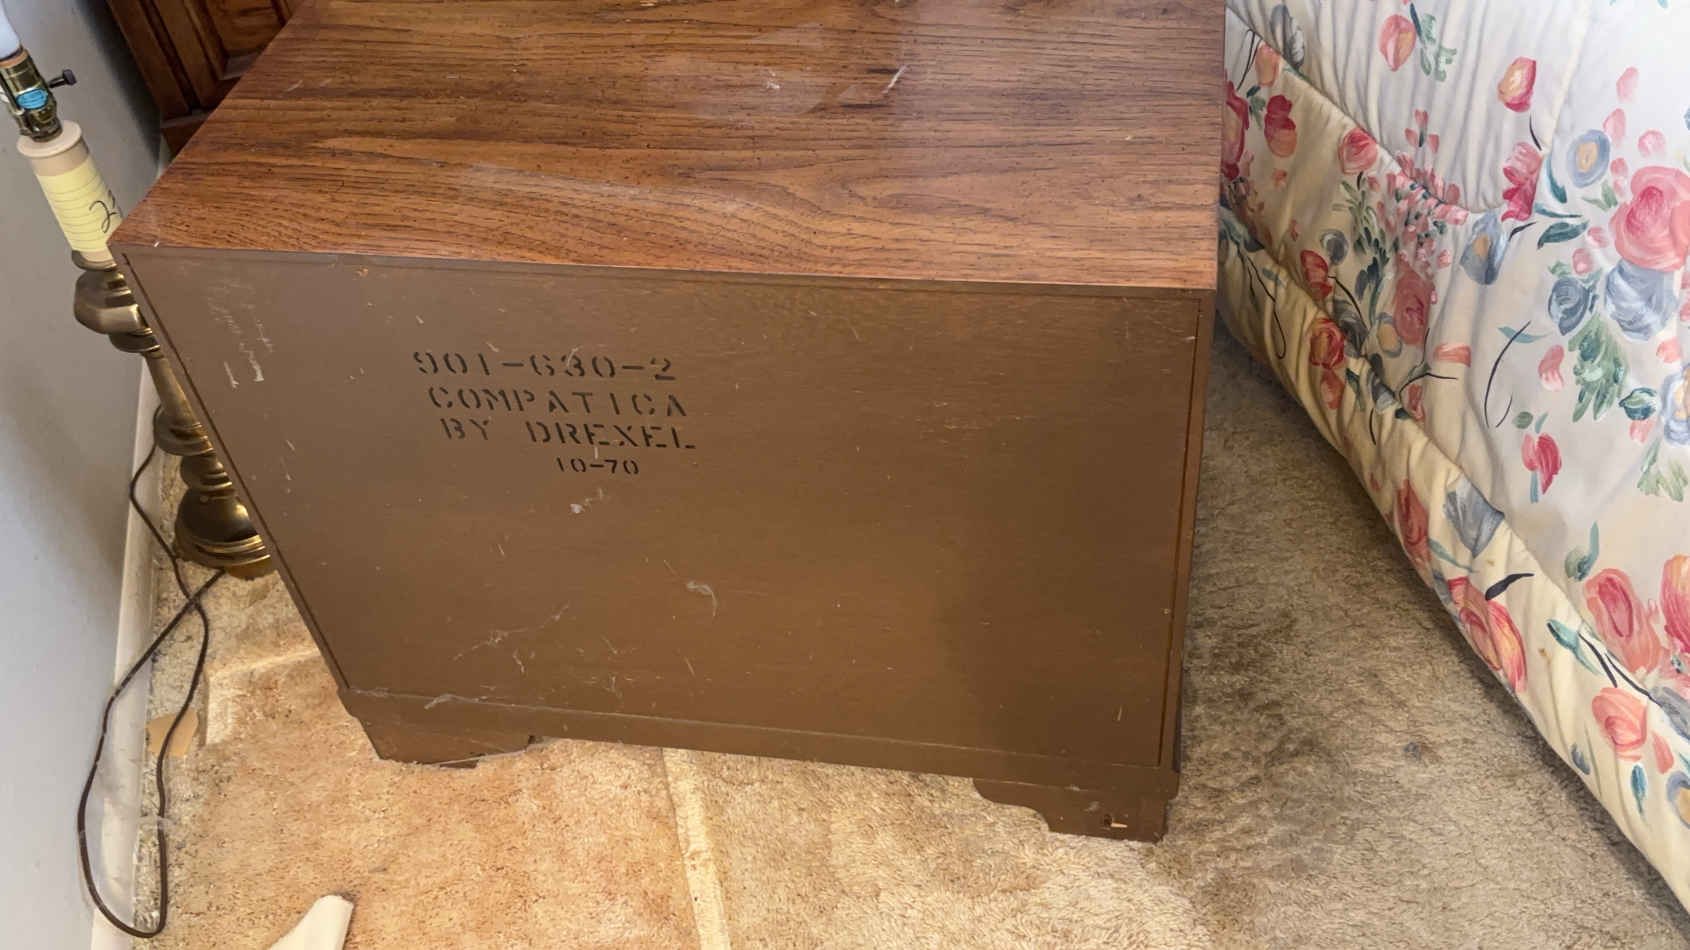 901-630-2
COMPATICA
BY DREXEL
10-70